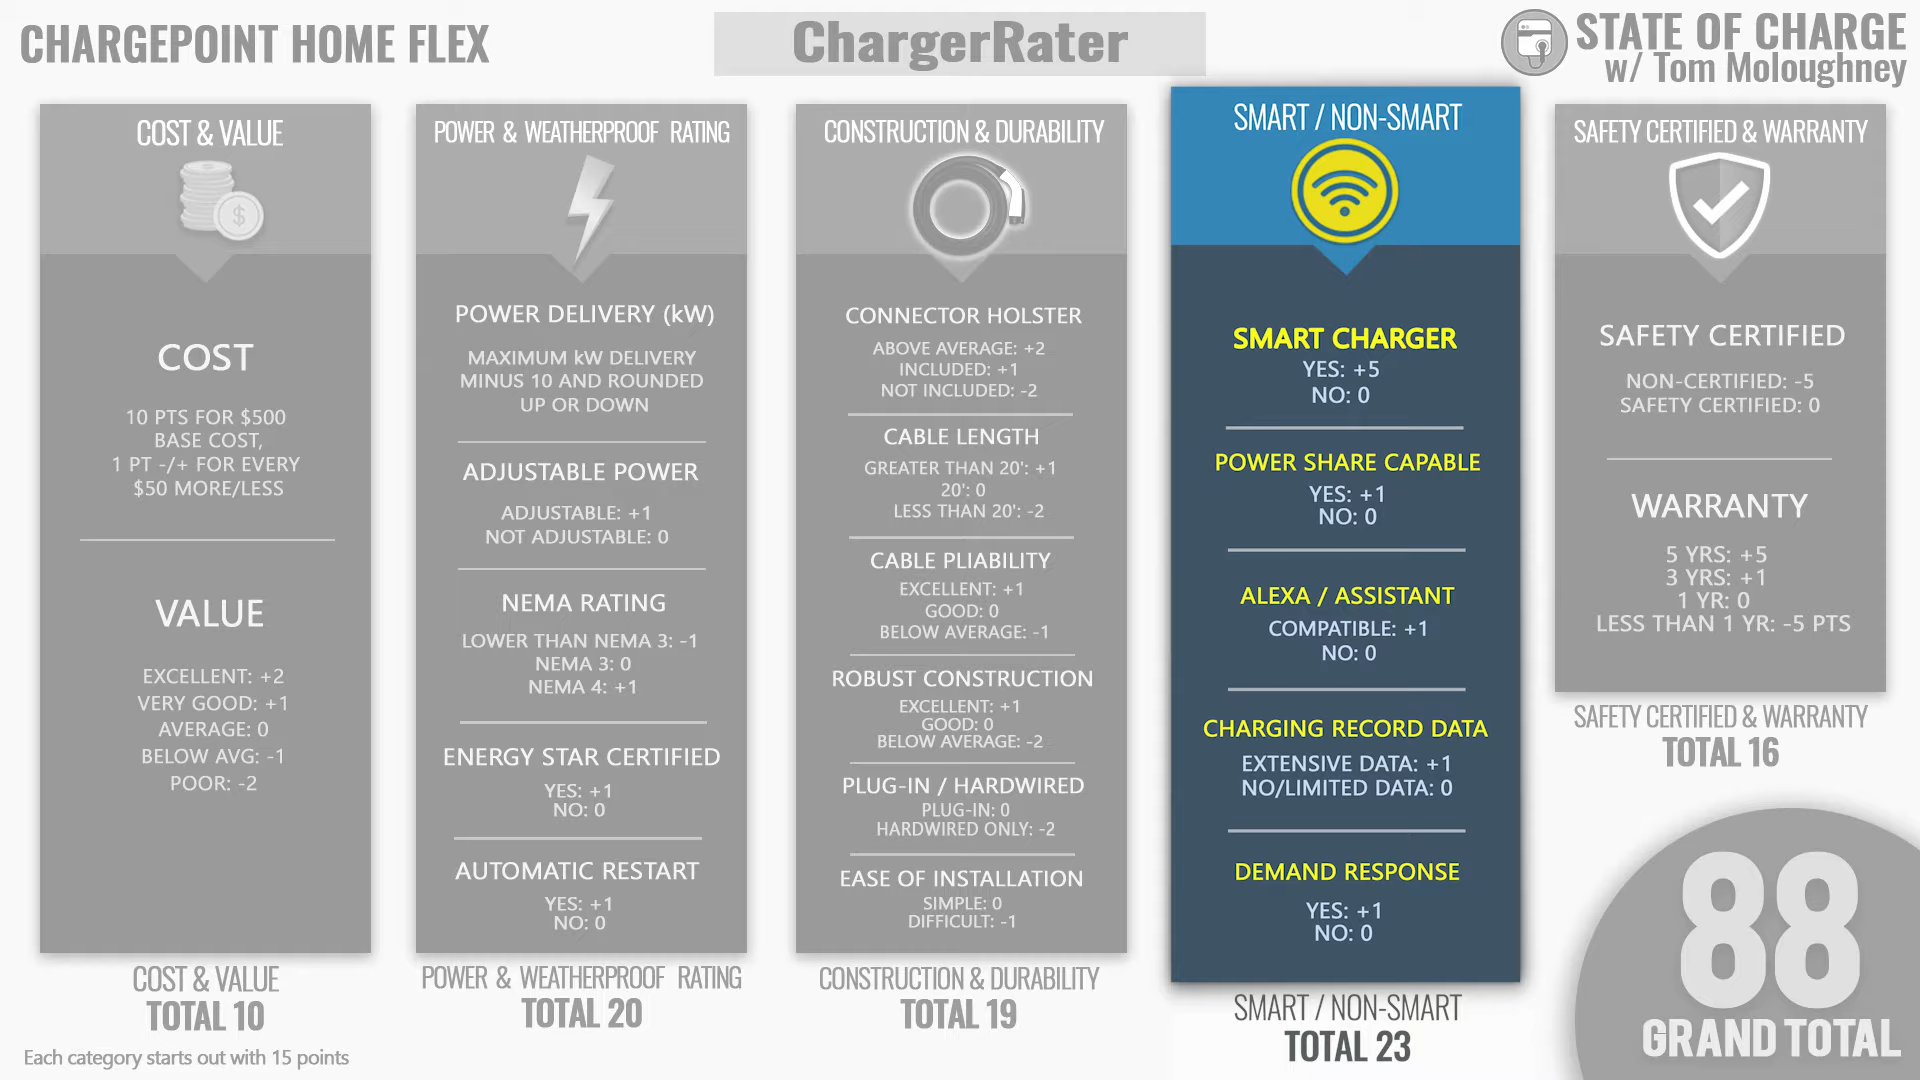 CHARGEPOINT HOME FLEX
ChargerRater
STATE OF CHARGE
w/ Tom Moloughney
COST & VALUE
$
COST
10 PTS FOR $500
BASE COST,
1 PT -/+ FOR EVERY
$50 MORE/LESS
VALUE
EXCELLENT: +2
VERY GOOD: +1
AVERAGE: 0
BELOW AVG: -1
POOR: -2
COST & VALUE
TOTAL 10
POWER & WEATHERPROOF RATING
POWER DELIVERY (kW)
MAXIMUM kW DELIVERY
MINUS 10 AND ROUNDED
UP OR DOWN
ADJUSTABLE POWER
ADJUSTABLE: +1
NOT ADJUSTABLE: 0
NEMA RATING
LOWER THAN NEMA 3: -1
NEMA 3: 0
NEMA 4: +1
ENERGY STAR CERTIFIED
YES: +1
NO: 0
AUTOMATIC RESTART
YES: +1
NO: 0
POWER & WEATHERPROOF RATING
TOTAL 20
CONSTRUCTION & DURABILITY
CONNECTOR HOLSTER
ABOVE AVERAGE: +2
INCLUDED: +1
NOT INCLUDED: -2
CABLE LENGTH
GREATER THAN 20': +1
20': 0
LESS THAN 20': -2
CABLE PLIABILITY
EXCELLENT: +1
GOOD: 0
BELOW AVERAGE: -1
ROBUST CONSTRUCTION
EXCELLENT: +1
GOOD: 0
BELOW AVERAGE: -2
PLUG-IN / HARDWIRED
PLUG-IN: 0
HARDWIRED ONLY: -2
EASE OF INSTALLATION
SIMPLE: 0
DIFFICULT: -1
CONSTRUCTION & DURABILITY
TOTAL 19
SMART / NON-SMART
SMART CHARGER
YES: +5
NO: 0
POWER SHARE CAPABLE
YES: +1
NO: 0
ALEXA / ASSISTANT
COMPATIBLE: +1
NO: 0
CHARGING RECORD DATA
EXTENSIVE DATA: +1
NO/LIMITED DATA: 0
DEMAND RESPONSE
YES: +1
NO: 0
SMART / NON-SMART
TOTAL 23
SAFETY CERTIFIED & WARRANTY
SAFETY CERTIFIED
NON-CERTIFIED: -5
SAFETY CERTIFIED: 0
WARRANTY
5 YRS: +5
3 YRS: +1
1 YR: 0
LESS THAN 1 YR: -5 PTS
SAFETY CERTIFIED & WARRANTY
TOTAL 16
88
GRAND TOTAL
Each category starts out with 15 points